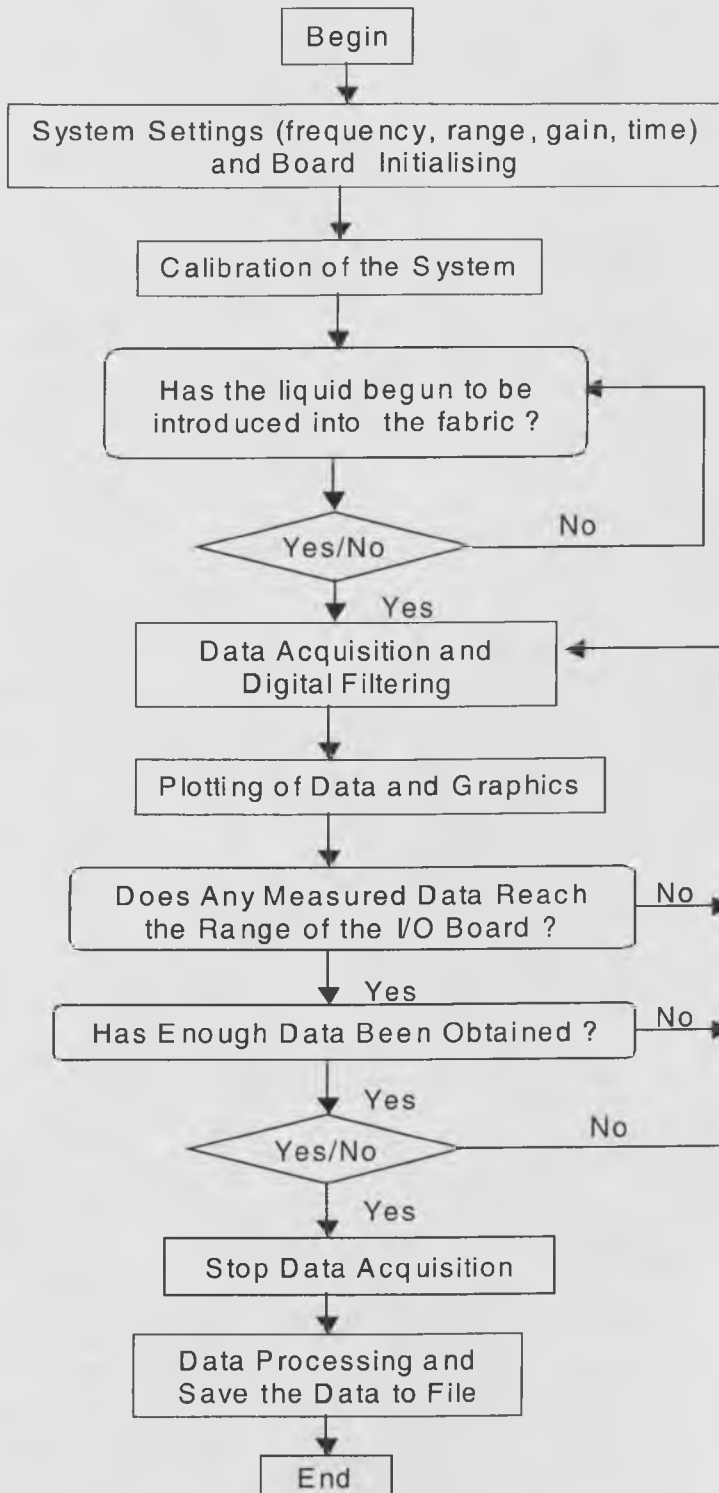 Begin
System Settings (frequency, range, gain, time)
and Board Initialising
Calibration of the System
Has the liquid begun to be
introduced into the fabric ?
Yes/No
No
Yes
Data Acquisition and
Digital Filtering
Plotting of Data and Graphics
Does Any Measured Data Reach
the Range of the I/O Board ?
No
Yes
Has Enough Data Been Obtained ?
No
Yes
Yes/No
No
Yes
Stop Data Acquisition
Data Processing and
Save the Data to File
End